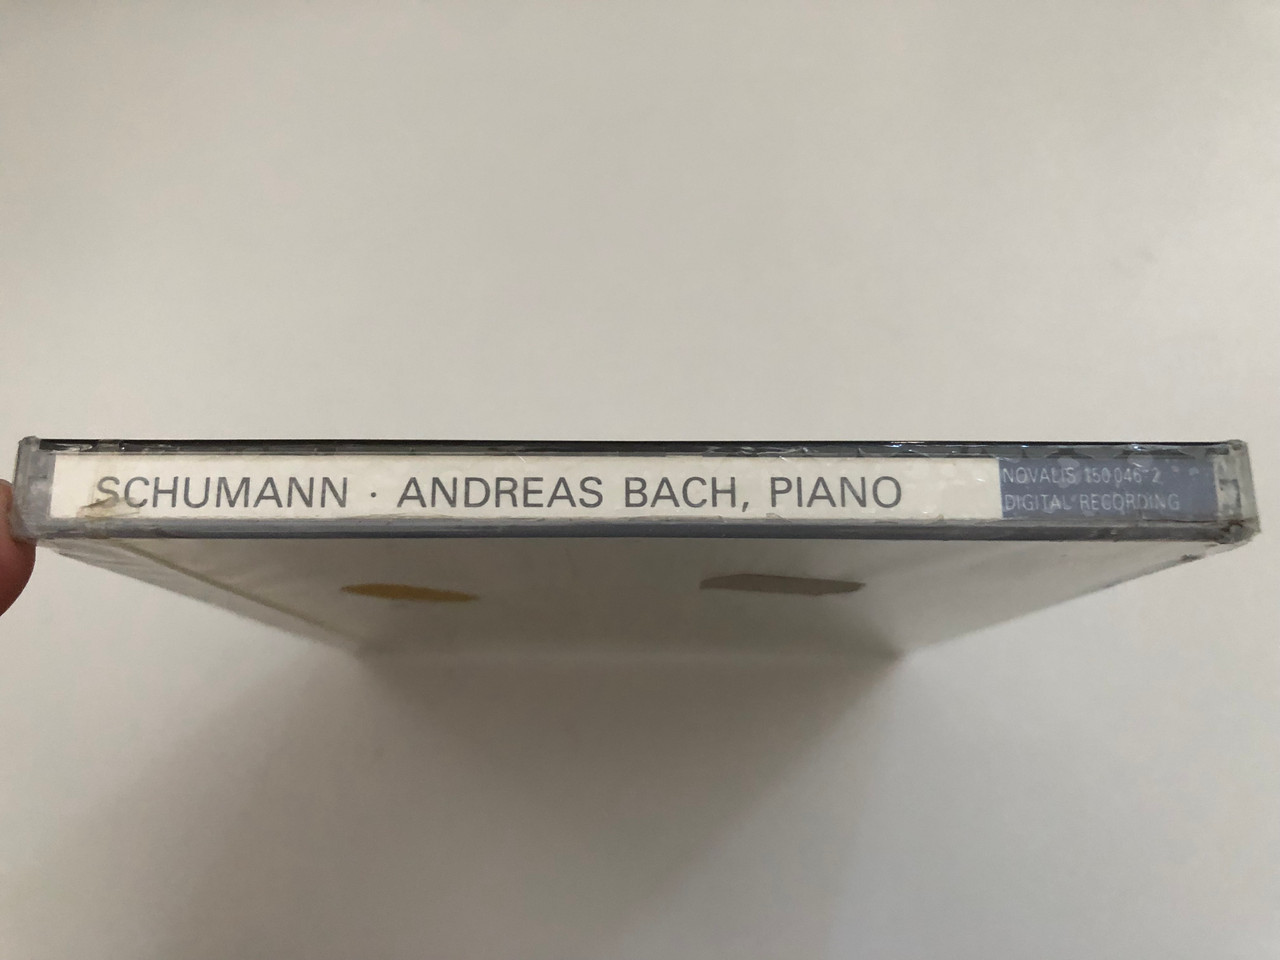 SCHUMANN · ANDREAS BACH, PIANO
NOVALIS 150 046-2
DIGITAL RECORDING